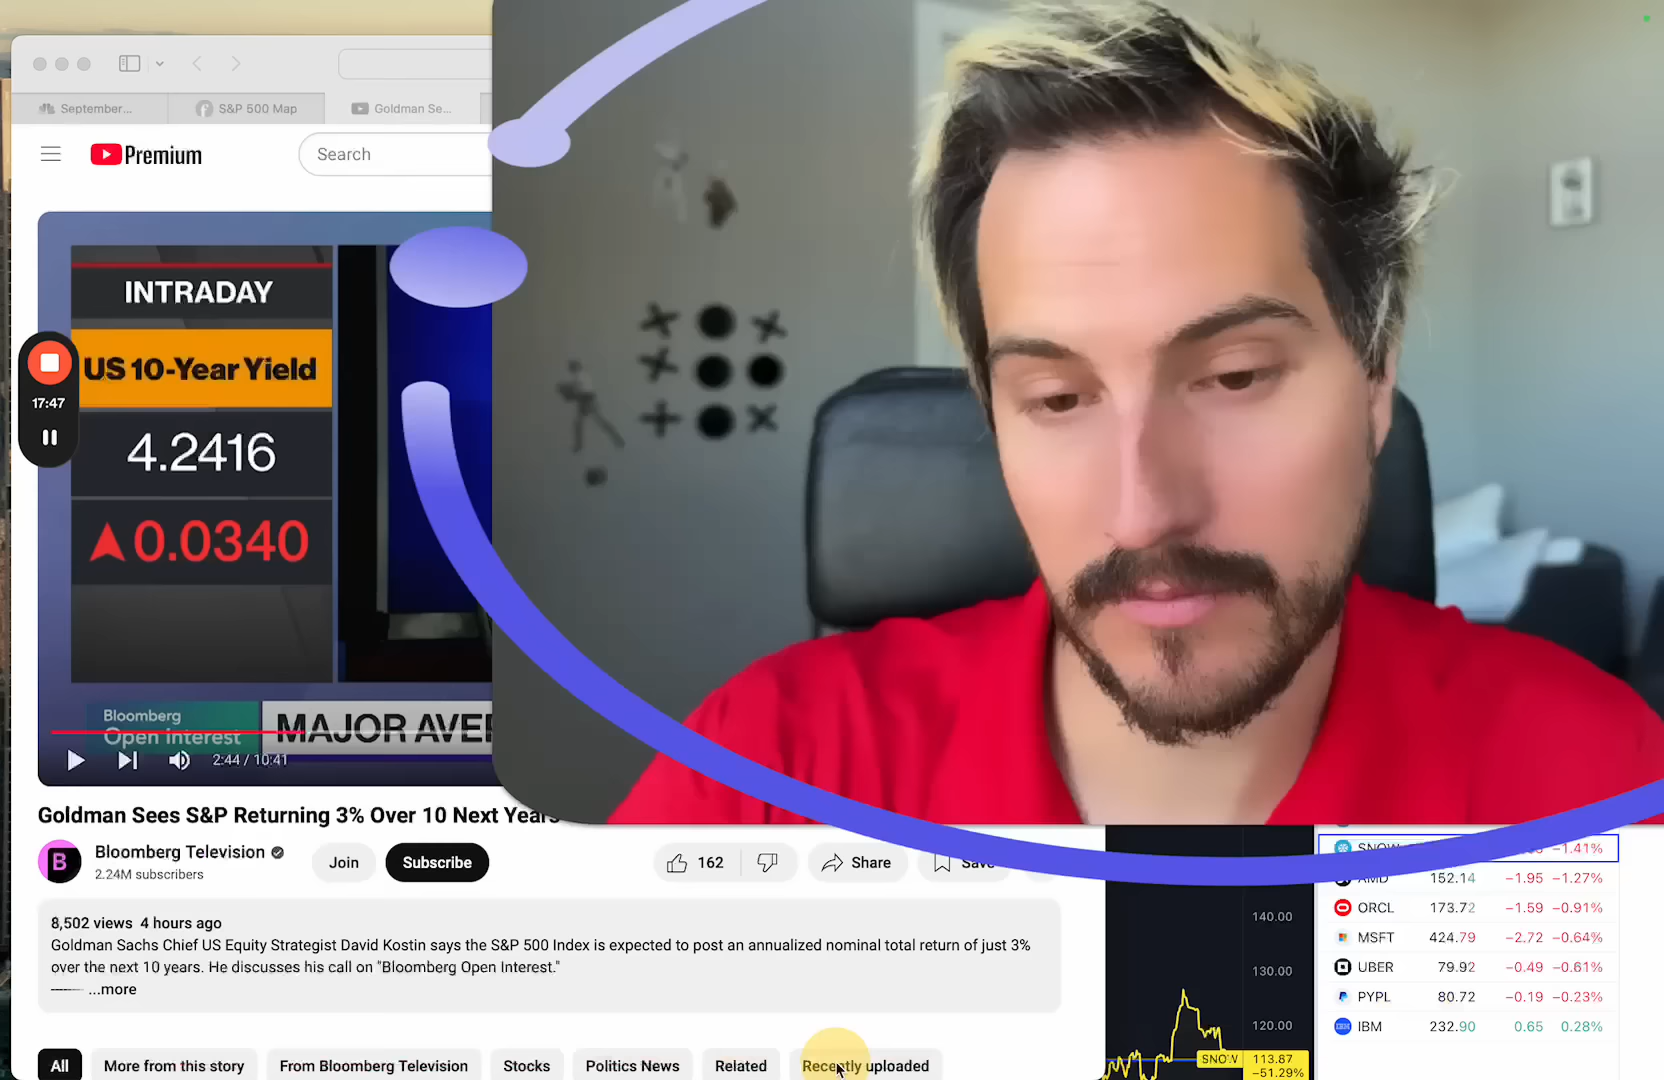 September...
S&P 500 Map
Goldman Se...
Premium
Search
INTRADAY
US 10-Year Yield
17:47
4.2416
0.0340
Bloomberg
Open Interest
MAJOR AVE
2:44 / 10:41
Goldman Sees S&P Returning 3% Over 10 Next Years
Bloomberg Television
2.24M subscribers
Join
Subscribe
162
Share
Save
8,502 views 4 hours ago
Goldman Sachs Chief US Equity Strategist David Kostin says the S&P 500 Index is expected to post an annualized nominal total return of just 3%
over the next 10 years. He discusses his call on "Bloomberg Open Interest."
...more
All
More from this story
From Bloomberg Television
Stocks
Politics News
Related
Recently uploaded
140.00
130.00
120.00
SNOW 113.87
−51.29%
SNOW −1.41%
AMD 152.14 −1.95 −1.27%
ORCL 173.72 −1.59 −0.91%
MSFT 424.79 −2.72 −0.64%
UBER 79.92 −0.49 −0.61%
PYPL 80.72 −0.19 −0.23%
IBM 232.90 0.65 0.28%